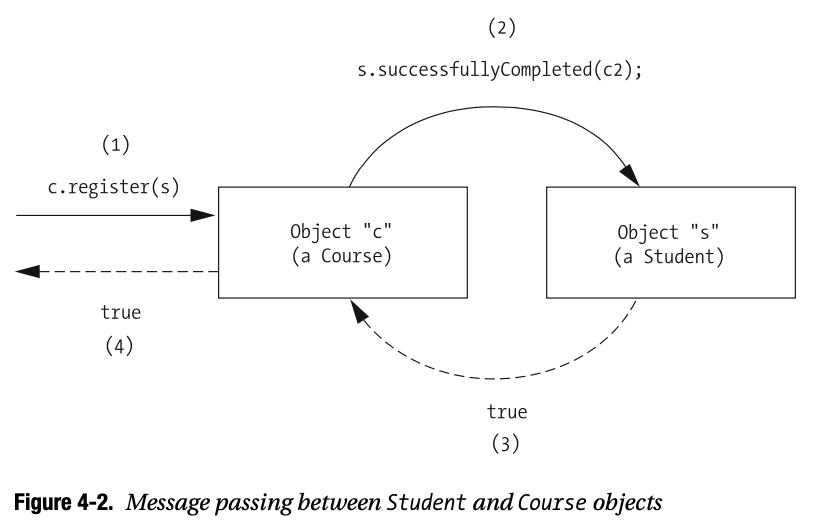 (2)
s.successfullyCompleted(c2);
(1)
c.register(s)
Object "c"
(a Course)
Object "s"
(a Student)
true
(4)
true
(3)
Figure 4-2. Message passing between Student and Course objects